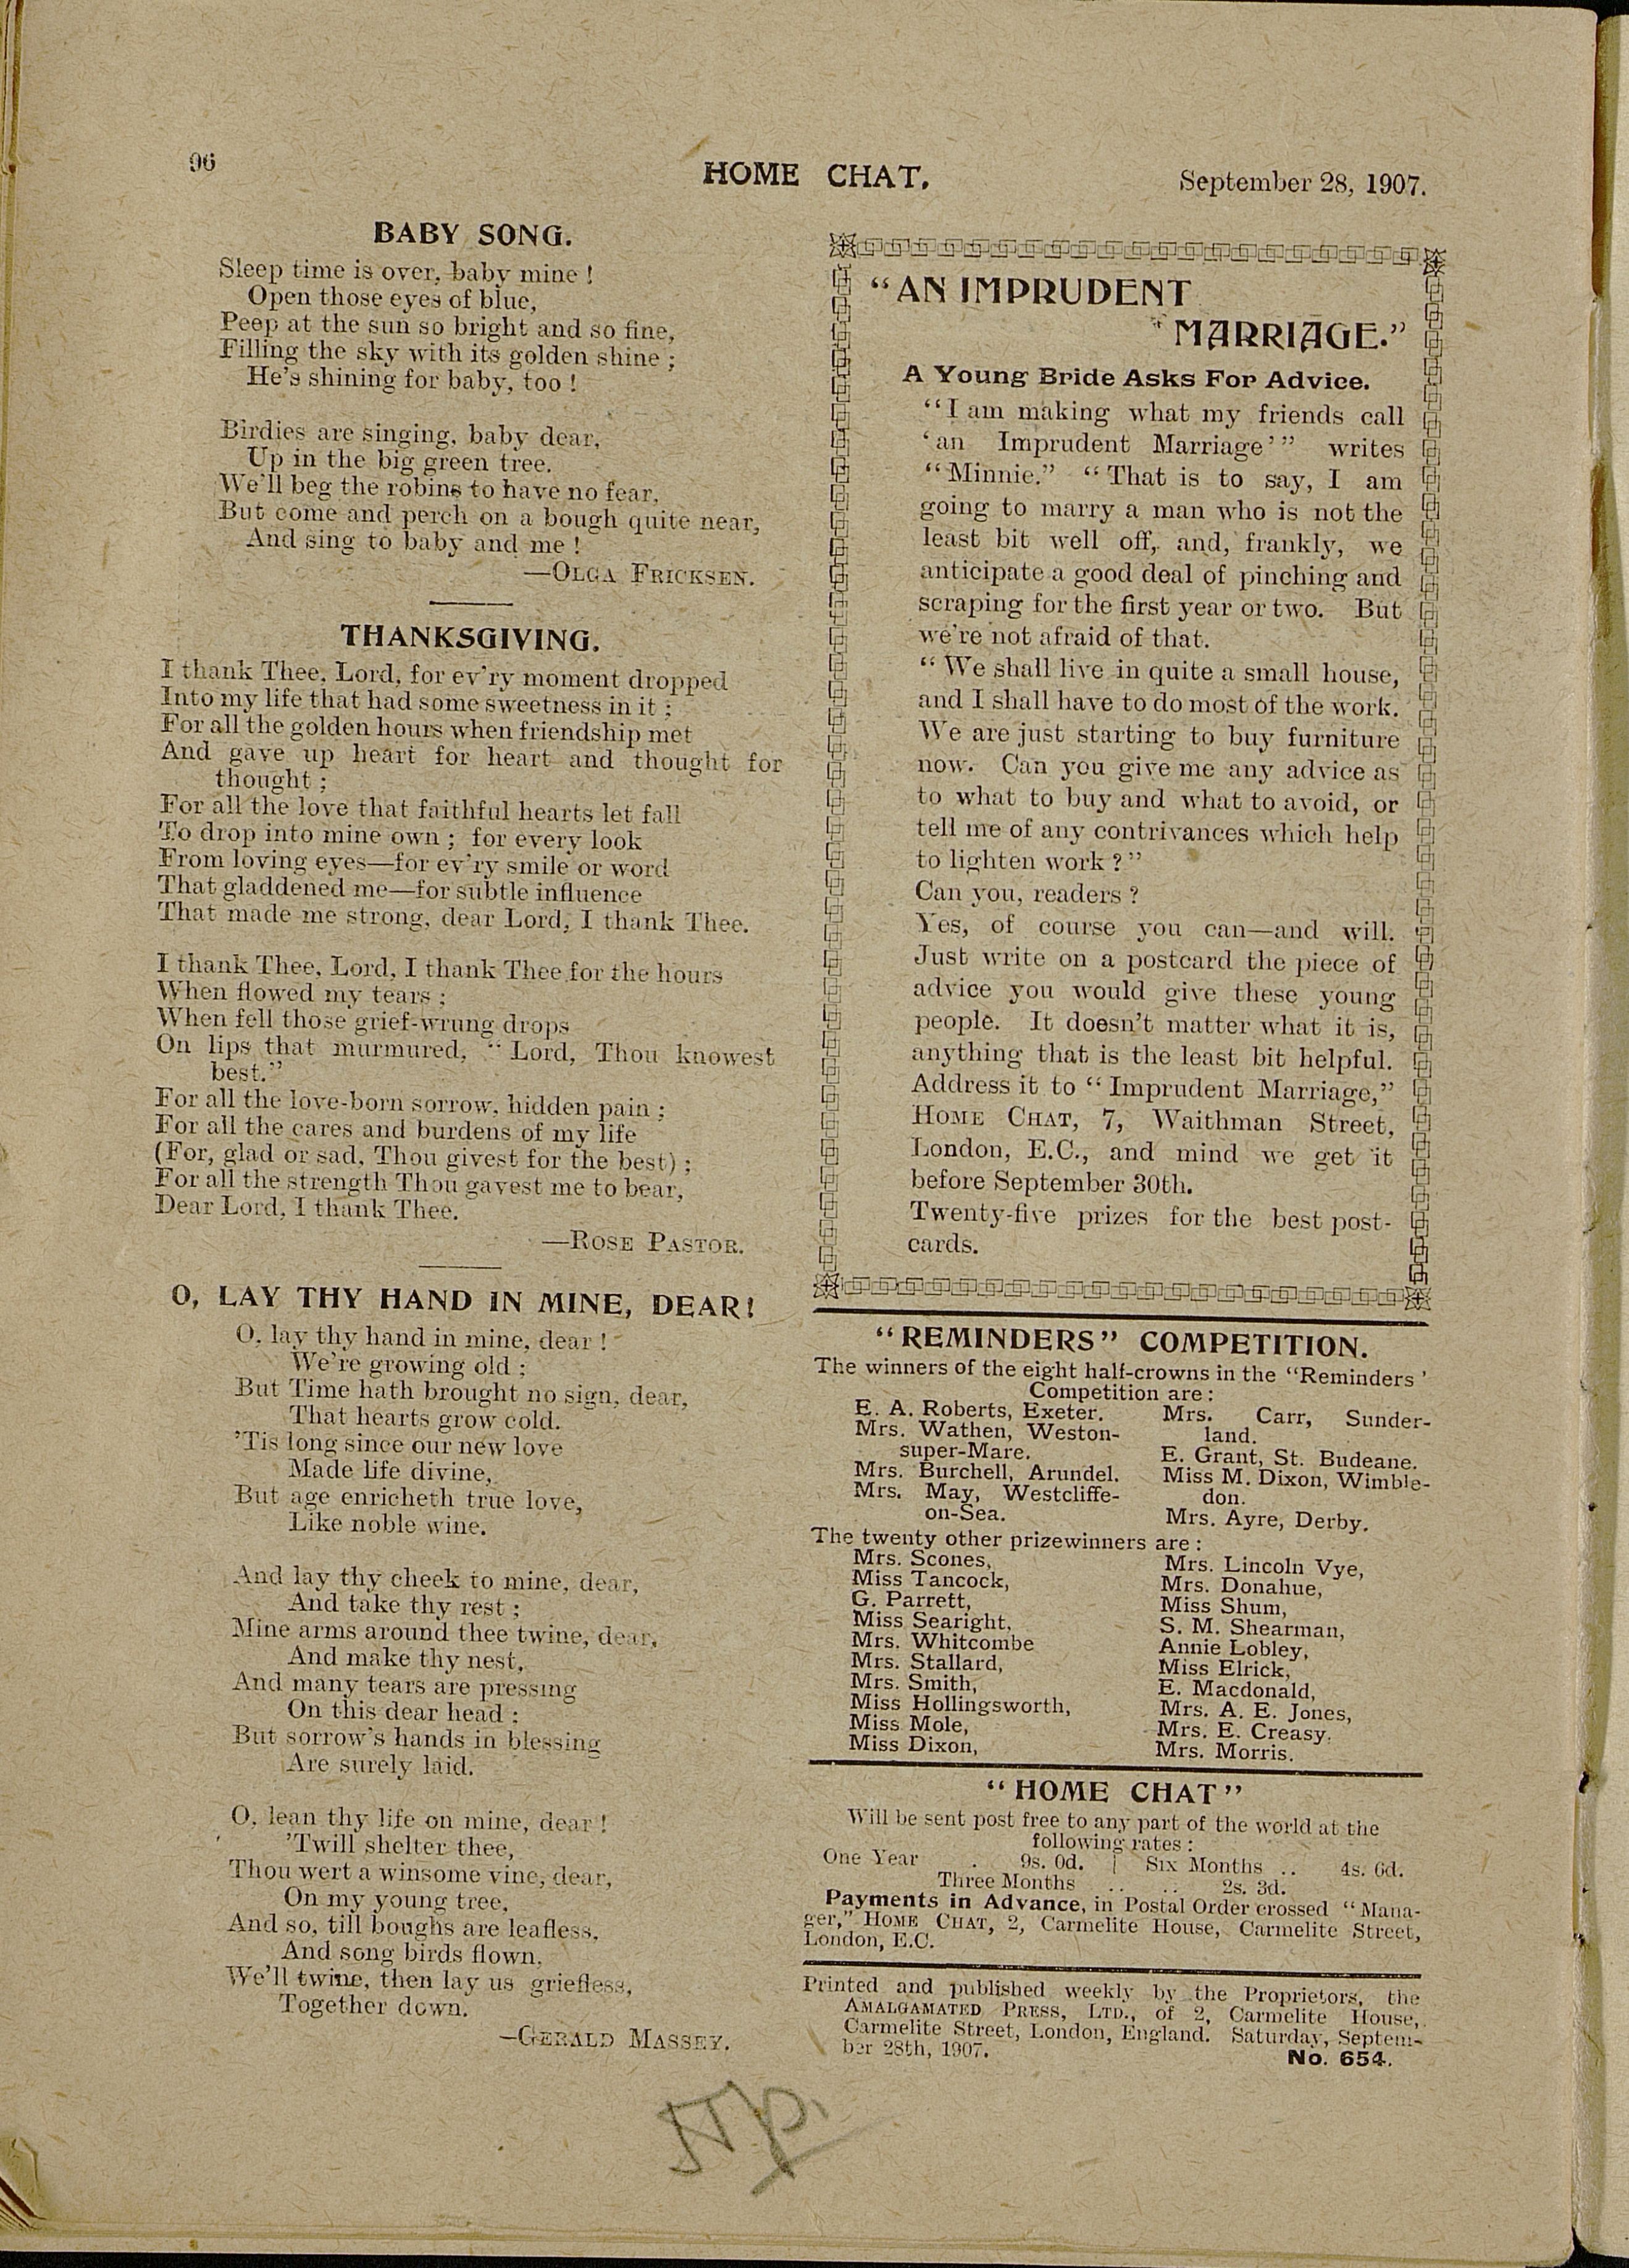 96
HOME CHAT.
September 28, 1907.
BABY SONG.
Sleep time is over, baby mine !
Open those eyes of blue,
Peep at the sun so bright and so fine,
Filling the sky with its golden shine ;
He's shining for baby, too !
Birdies are singing, baby dear,
Up in the big green tree.
We'll beg the robins to have no fear,
But come and perch on a bough quite near,
And sing to baby and me !
—OLGA FRICKSEN.
THANKSGIVING.
I thank Thee, Lord, for ev'ry moment dropped
Into my life that had some sweetness in it ;
For all the golden hours when friendship met
And gave up heart for heart and thought for
thought ;
For all the love that faithful hearts let fall
To drop into mine own ; for every look
From loving eyes—for ev'ry smile or word
That gladdened me—for subtle influence
That made me strong, dear Lord, I thank Thee.
I thank Thee, Lord, I thank Thee for the hours
When flowed my tears ;
When fell those grief-wrung drops
On lips that murmured, “ Lord, Thou knowest
best.”
For all the love-born sorrow, hidden pain ;
For all the cares and burdens of my life
(For, glad or sad, Thou givest for the best) ;
For all the strength Thou gavest me to bear,
Dear Lord, I thank Thee.
—ROSE PASTOR.
O, LAY THY HAND IN MINE, DEAR!
O, lay thy hand in mine, dear !
We're growing old ;
But Time hath brought no sign, dear,
That hearts grow cold.
'Tis long since our new love
Made life divine,
But age enricheth true love,
Like noble wine.
And lay thy cheek to mine, dear,
And take thy rest ;
Mine arms around thee twine, dear,
And make thy nest,
And many tears are pressing
On this dear head ;
But sorrow's hands in blessing
Are surely laid.
O, lean thy life on mine, dear !
'Twill shelter thee,
Thou wert a winsome vine, dear,
On my young tree,
And so, till boughs are leafless,
And song birds flown,
We'll twine, then lay us griefless,
Together down.
—GERALD MASSEY.
“AN IMPRUDENT
MARRIAGE.”
A Young Bride Asks For Advice.
“I am making what my friends call
‘an Imprudent Marriage’” writes
“Minnie.” “That is to say, I am
going to marry a man who is not the
least bit well off, and, frankly, we
anticipate a good deal of pinching and
scraping for the first year or two. But
we're not afraid of that.
“We shall live in quite a small house,
and I shall have to do most of the work.
We are just starting to buy furniture
now. Can you give me any advice as
to what to buy and what to avoid, or
tell me of any contrivances which help
to lighten work ?”
Can you, readers ?
Yes, of course you can—and will.
Just write on a postcard the piece of
advice you would give these young
people. It doesn't matter what it is,
anything that is the least bit helpful.
Address it to “Imprudent Marriage,”
HOME CHAT, 7, Waithman Street,
London, E.C., and mind we get it
before September 30th.
Twenty-five prizes for the best post-
cards.
“REMINDERS” COMPETITION.
The winners of the eight half-crowns in the “Reminders ’
Competition are :
E. A. Roberts, Exeter.
Mrs. Wathen, Weston-
super-Mare.
Mrs. Burchell, Arundel.
Mrs. May, Westcliffe-
on-Sea.
Mrs. Carr, Sunder-
land.
E. Grant, St. Budeane.
Miss M. Dixon, Wimble-
don.
Mrs. Ayre, Derby.
The twenty other prizewinners are :
Mrs. Scones,
Miss Tancock,
G. Parrett,
Miss Searight,
Mrs. Whitcombe
Mrs. Stallard,
Mrs. Smith,
Miss Hollingsworth,
Miss Mole,
Miss Dixon,
Mrs. Lincoln Vye,
Mrs. Donahue,
Miss Shum,
S. M. Shearman,
Annie Lobley,
Miss Elrick,
E. Macdonald,
Mrs. A. E. Jones,
Mrs. E. Creasy.
Mrs. Morris.
“HOME CHAT”
Will be sent post free to any part of the world at the
following rates :
One Year . 9s. 0d. | Six Months .. 4s. 6d.
Three Months .. .. 2s. 3d.
Payments in Advance, in Postal Order crossed “Mana-
ger,” HOME CHAT, 2, Carmelite House, Carmelite Street,
London, E.C.
Printed and published weekly by the Proprietors, the
AMALGAMATED PRESS, LTD., of 2, Carmelite House,
Carmelite Street, London, England. Saturday, Septem-
ber 28th, 1907.
No. 654.